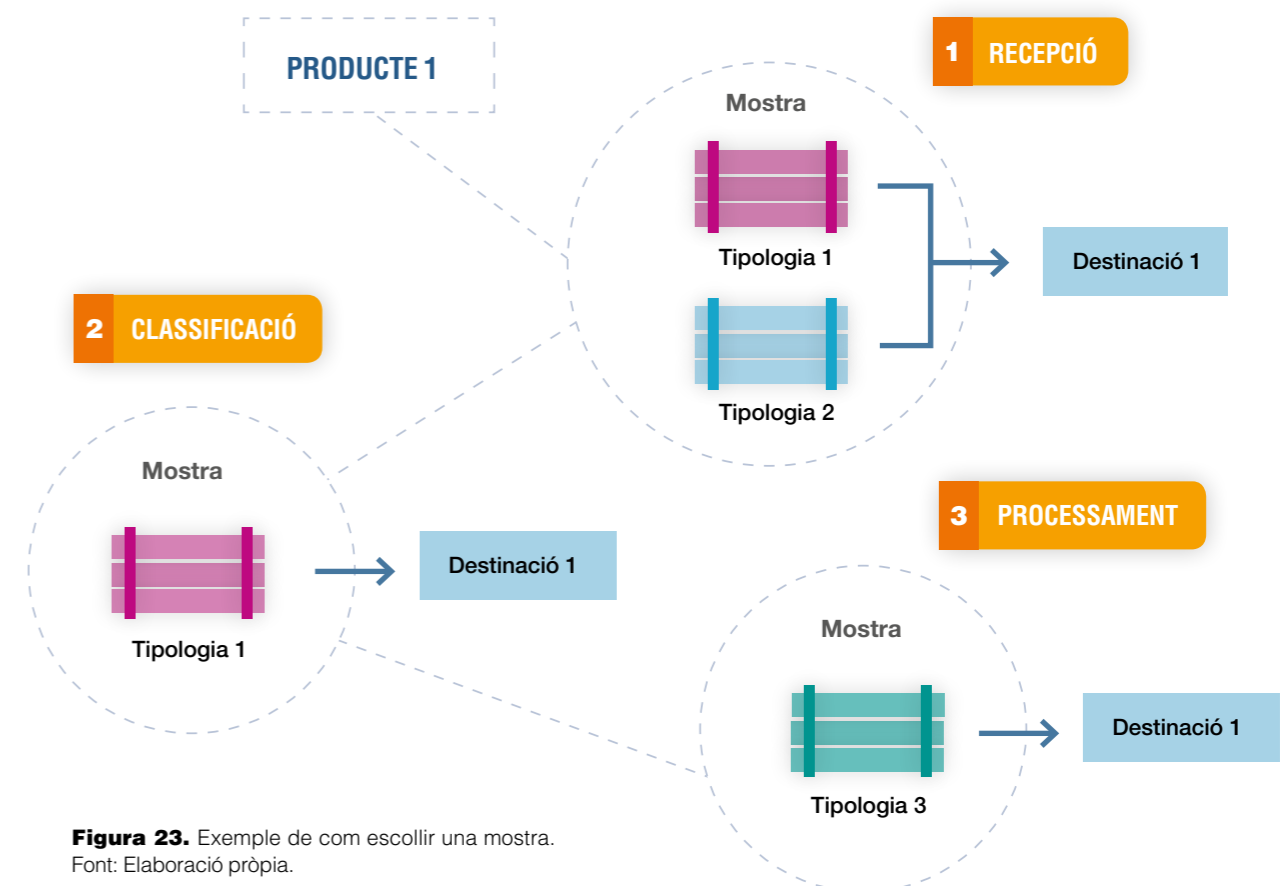 PRODUCTE 1
1 RECEPCIÓ
Mostra
Tipologia 1
Tipologia 2
Destinació 1
2 CLASSIFICACIÓ
Mostra
Tipologia 1
Destinació 1
3 PROCESSAMENT
Mostra
Tipologia 3
Destinació 1
Figura 23. Exemple de com escollir una mostra.
Font: Elaboració pròpia.